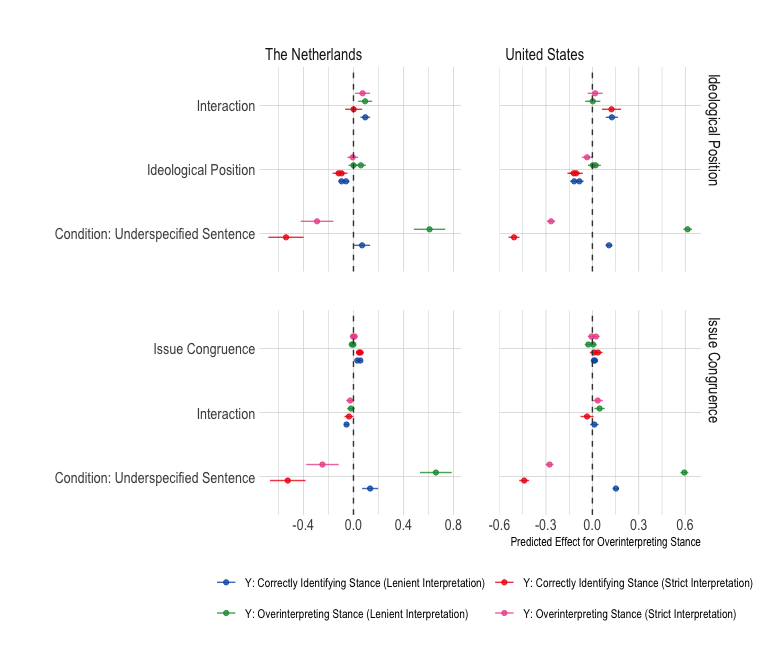 The Netherlands
United States
Interaction
Ideological Position
Condition: Underspecified Sentence
Ideological Position
Issue Congruence
Interaction
Condition: Underspecified Sentence
Issue Congruence
-0.4 0.0 0.4 0.8
-0.6 -0.3 0.0 0.3 0.6
Predicted Effect for Overinterpreting Stance
Y: Correctly Identifying Stance (Lenient Interpretation)
Y: Correctly Identifying Stance (Strict Interpretation)
Y: Overinterpreting Stance (Lenient Interpretation)
Y: Overinterpreting Stance (Strict Interpretation)